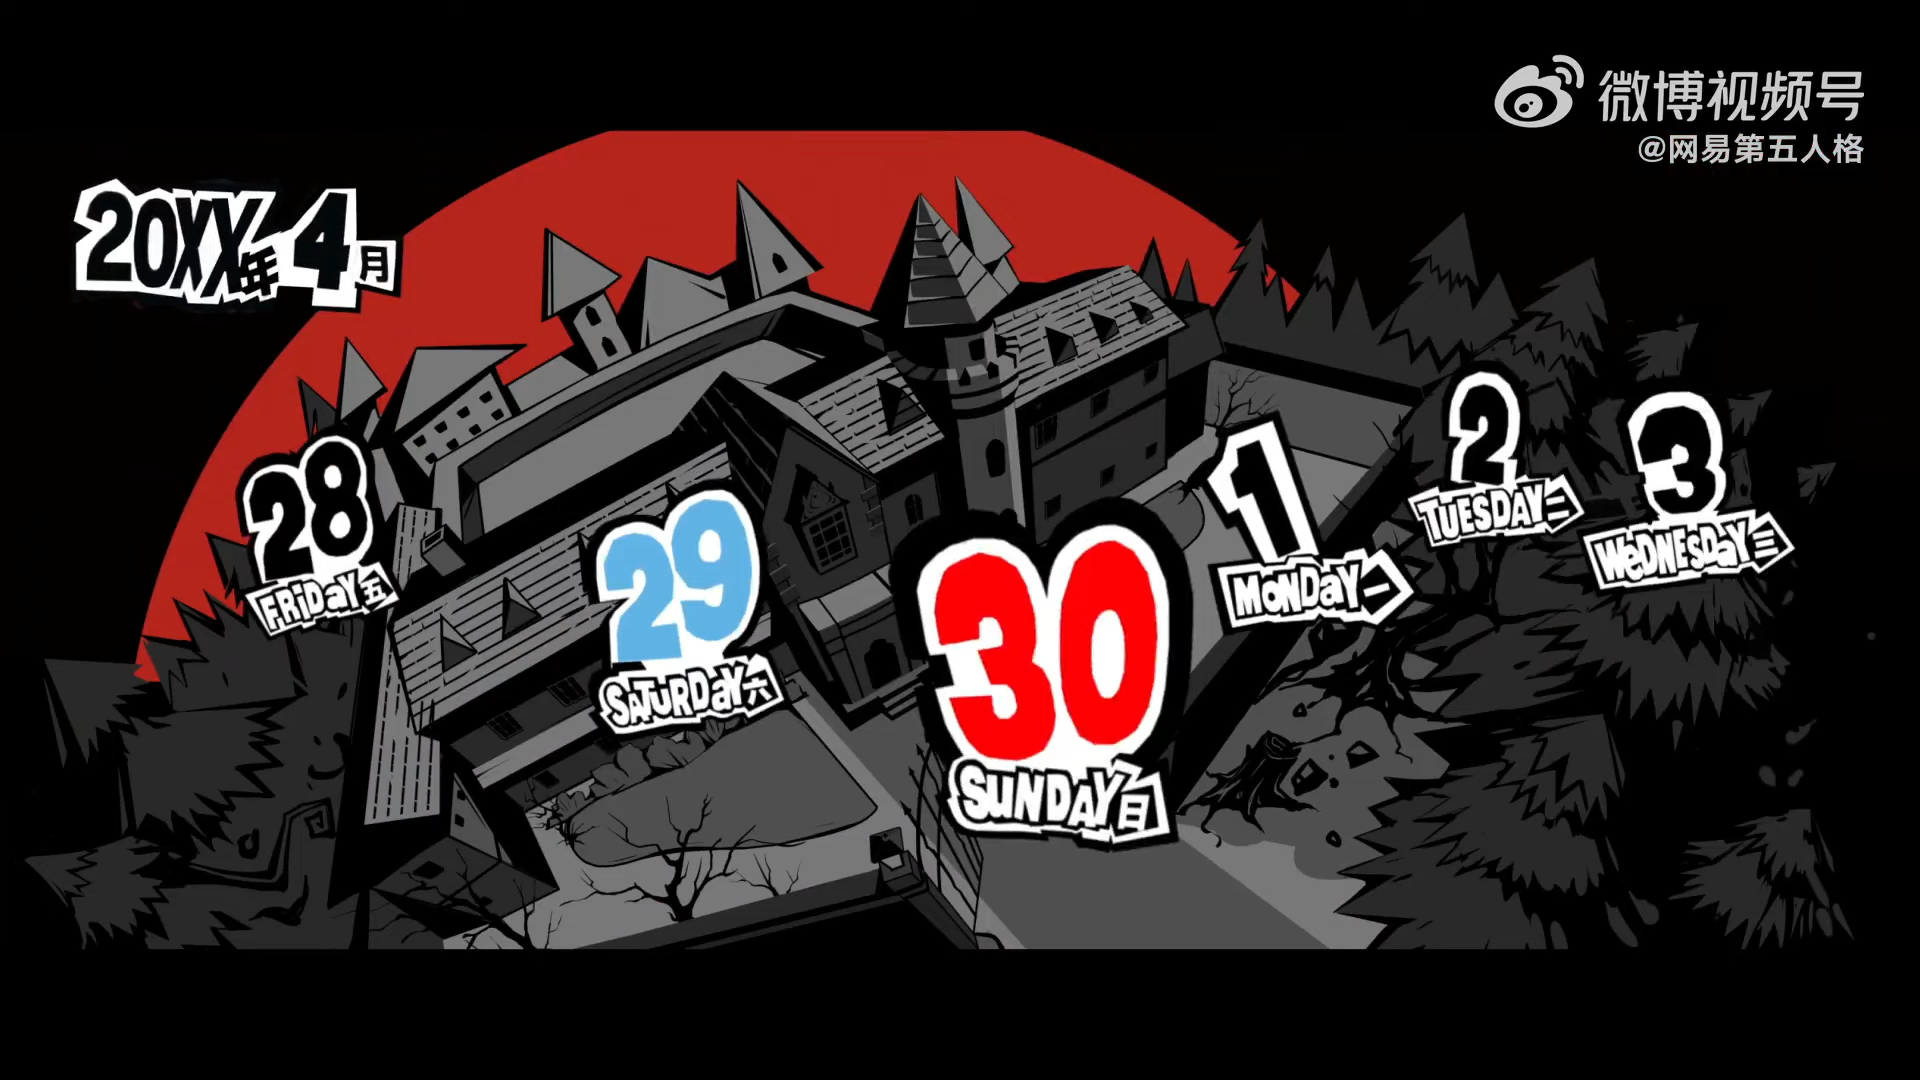 微博视频号
@网易第五人格
20XX年4月
28
FRiDaY五
29
SATURDaY六
30
SUNDAY日
1
MONDaY一
2
TUESDAY二
3
WeDNESDaY三